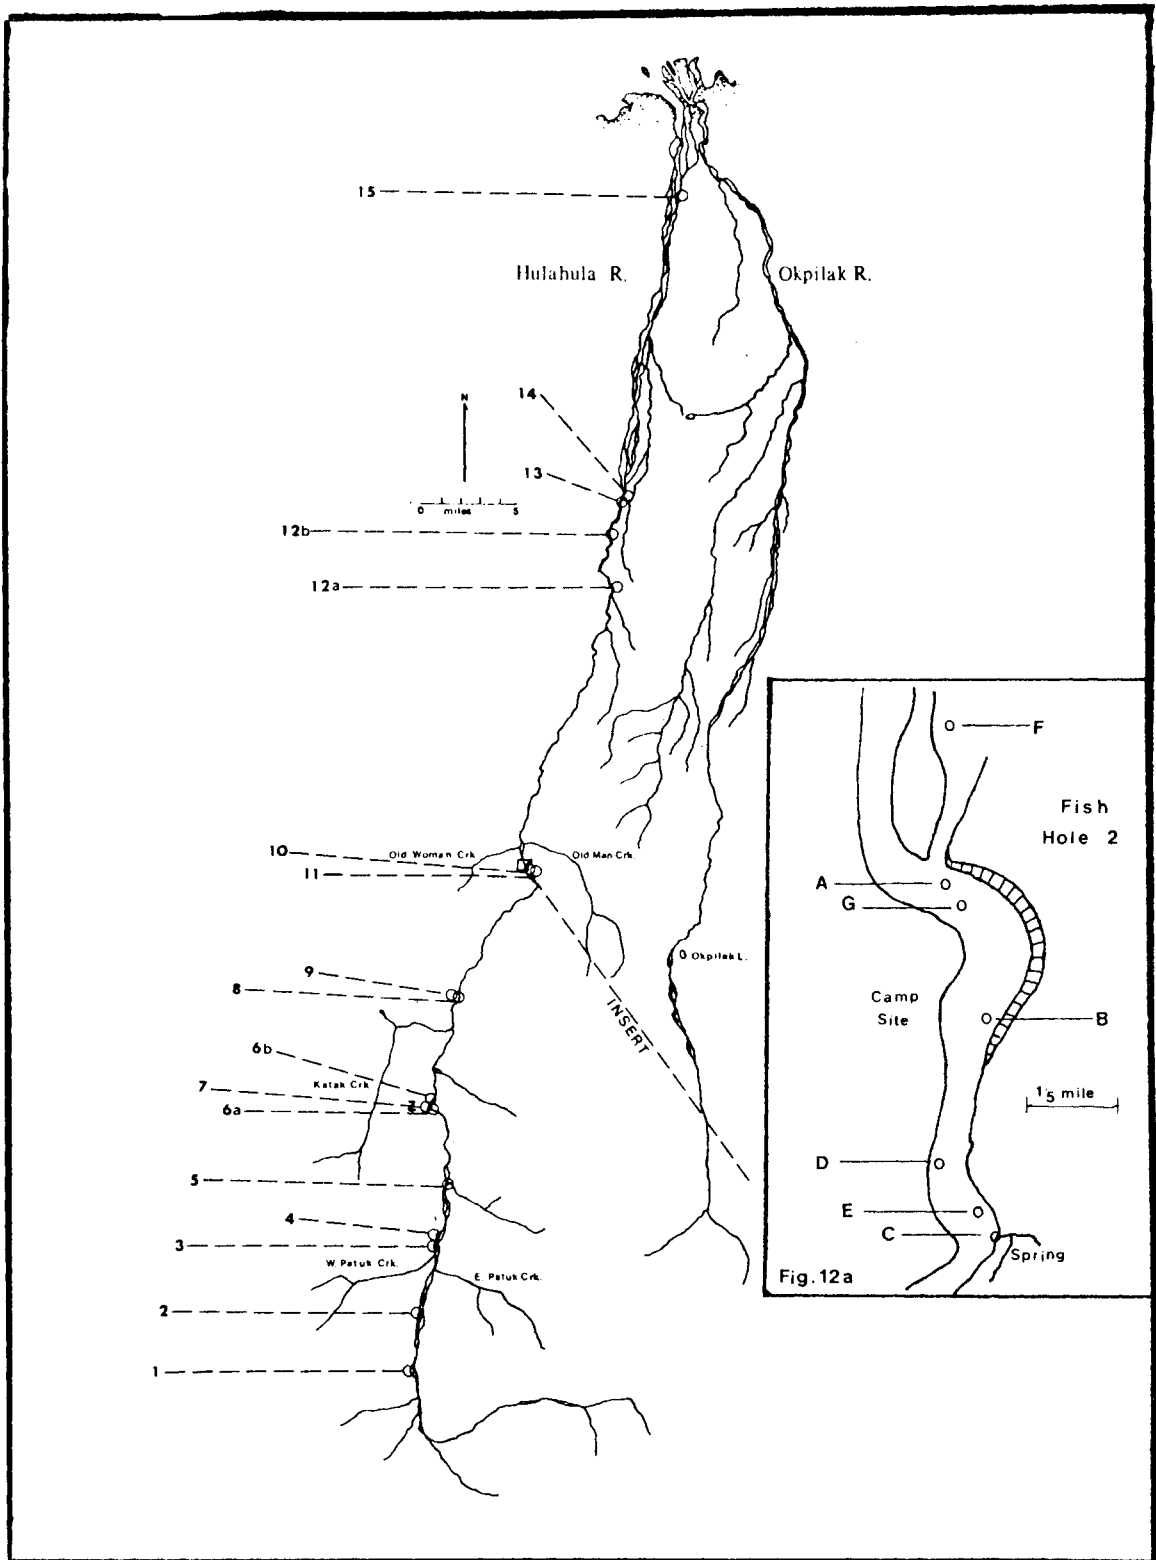 15
Hulahula R.
Okpilak R.
N
14
13
0 miles 5
12b
12a
F
Fish
Hole 2
10
Old Woman Crk.
Old Man Crk.
11
A
G
Okpilak L.
9
8
Camp
Site
B
INSERT
6b
Katak Crk
7
6a
1/5 mile
D
5
E
4
C
3
Spring
W. Patuk Crk.
E. Patuk Crk.
Fig. 12a
2
1